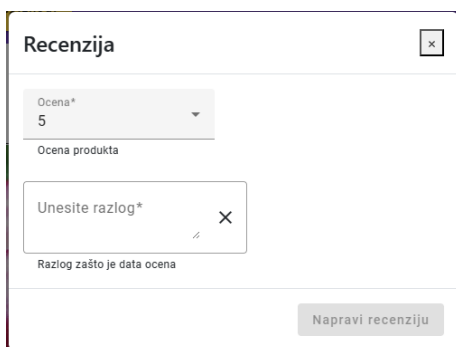 Recenzija
×
Ocena*
5
Ocena produkta
Unesite razlog*
Razlog zašto je data ocena
Napravi recenziju